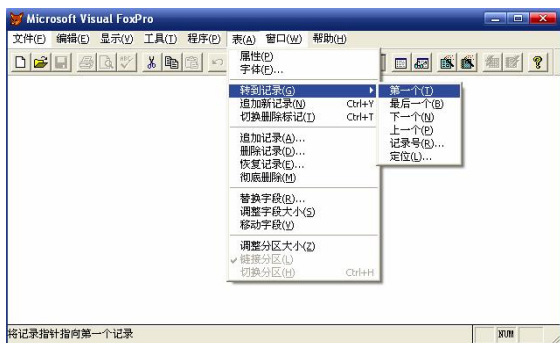 Microsoft Visual FoxPro
文件(F) 编辑(E) 显示(V) 工具(T) 程序(P) 表(A) 窗口(W) 帮助(H)
属性(P)
字体(F)...
转到记录(G)
追加新记录(N) Ctrl+Y
切换删除标记(T) Ctrl+T
追加记录(A)...
删除记录(D)...
恢复记录(E)...
彻底删除(M)
替换字段(R)...
调整字段大小(S)
移动字段(V)
调整分区大小(Z)
链接分区(L)
切换分区(H) Ctrl+H
第一个(T)
最后一个(B)
下一个(N)
上一个(P)
记录号(R)...
定位(L)...
将记录指针指向第一个记录
NUM